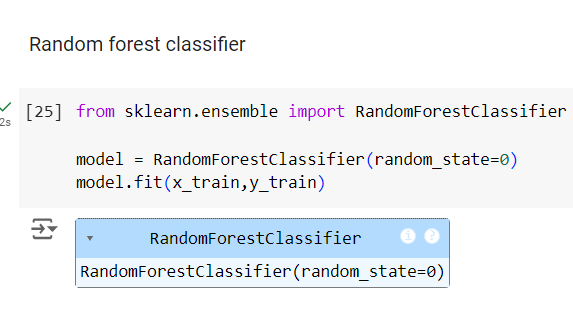 Random forest classifier
[25] from sklearn.ensemble import RandomForestClassifier
2s
model = RandomForestClassifier(random_state=0)
model.fit(x_train,y_train)
RandomForestClassifier
RandomForestClassifier(random_state=0)